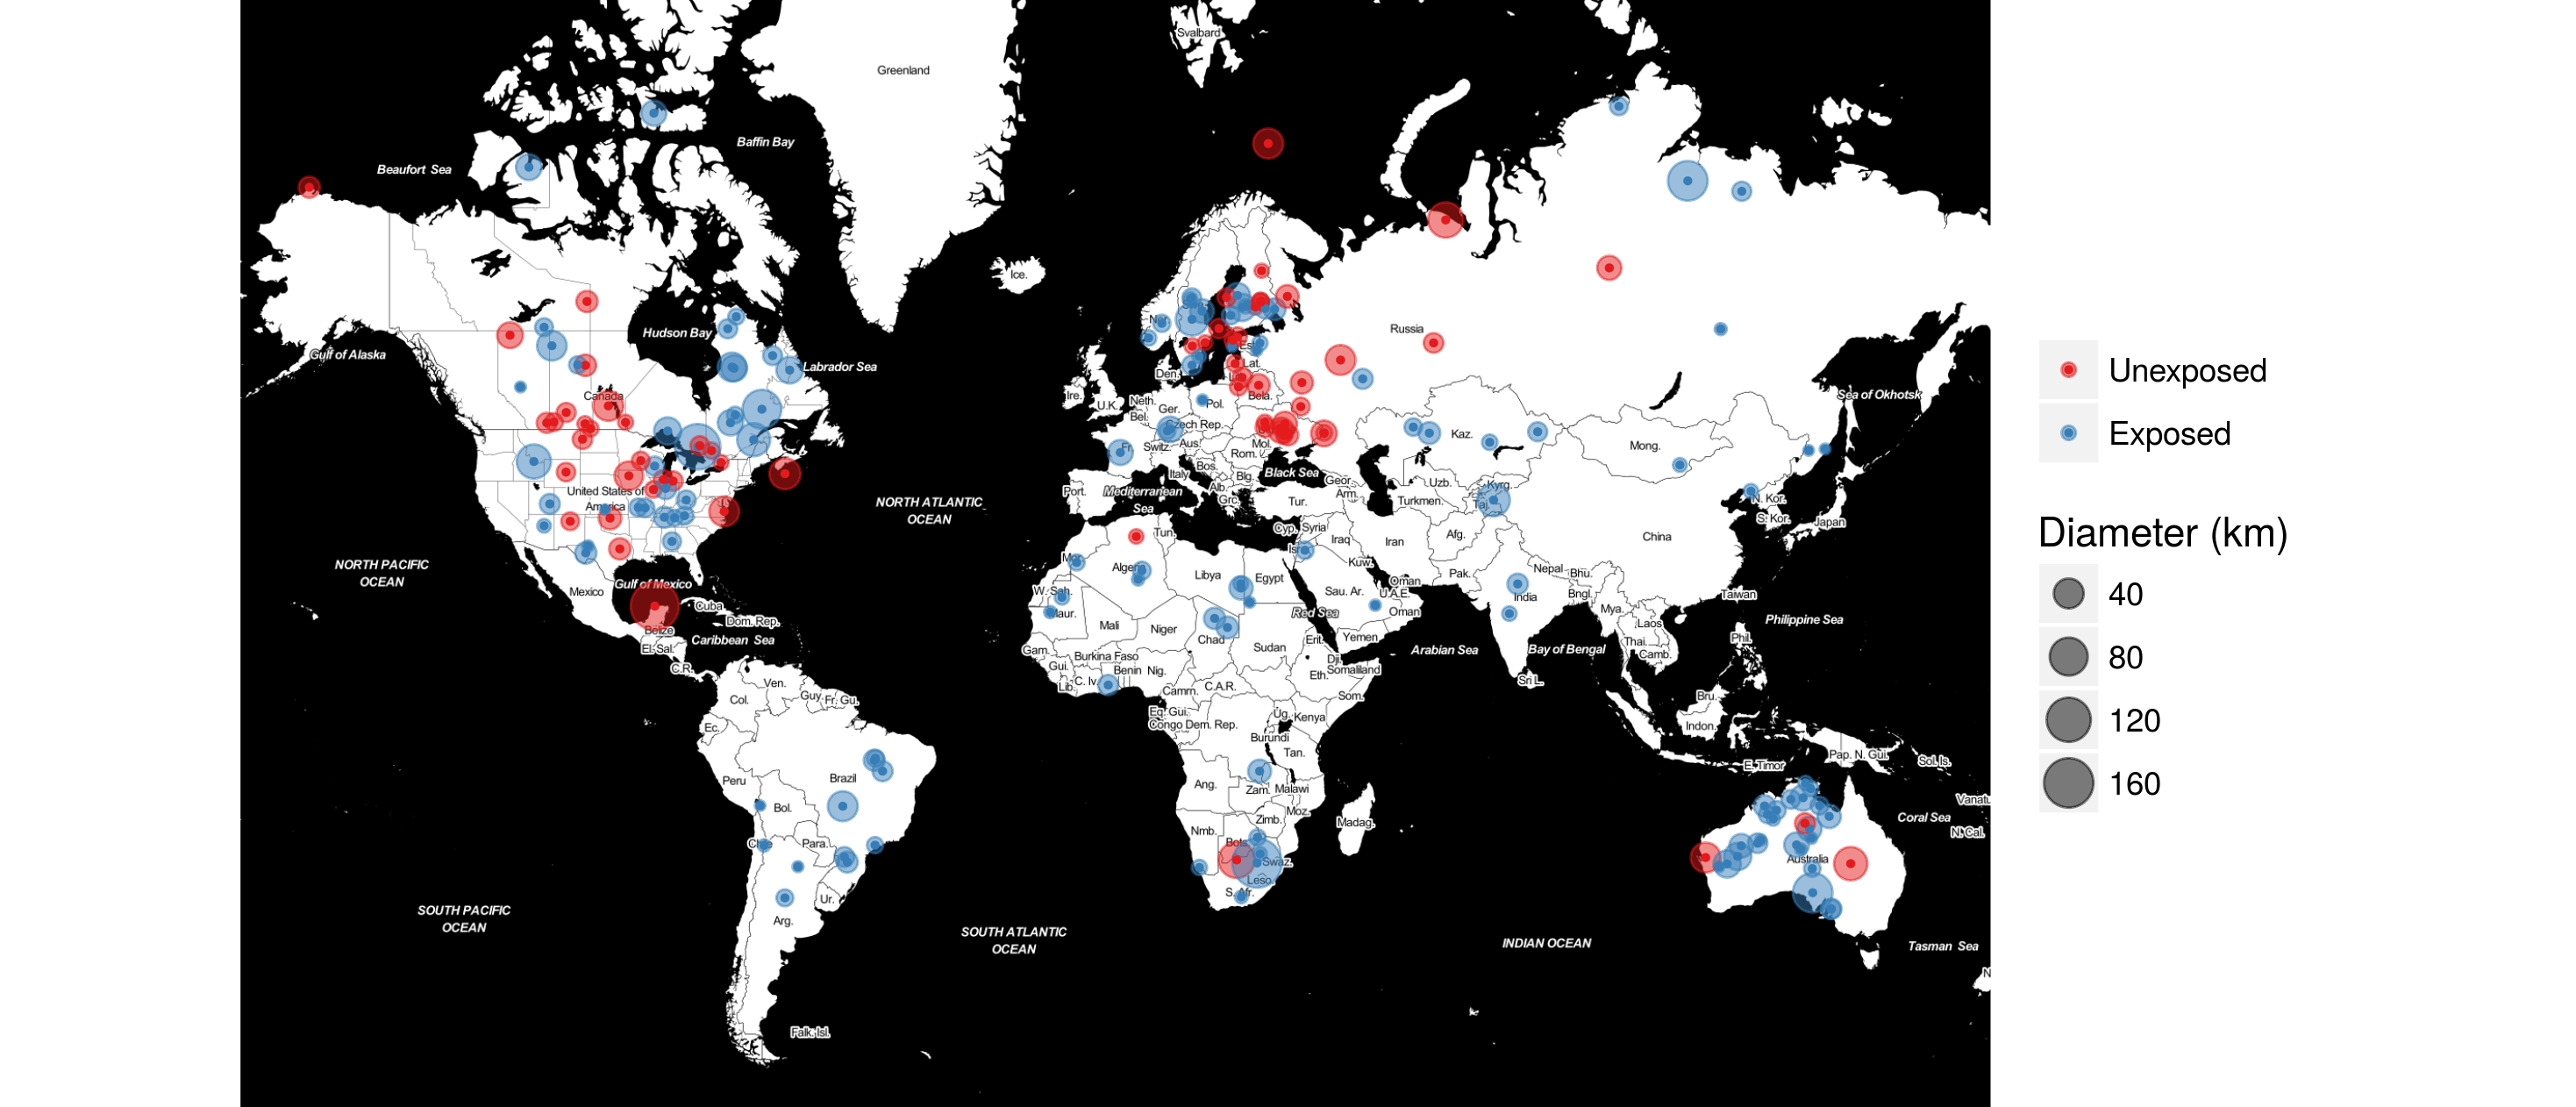 Svalbard
Greenland
Baffin Bay
Beaufort Sea
Ice.
Hudson Bay
Russia
Gulf of Alaska
Labrador Sea
Den.
Lat.
Est.
Canada
Ire.
U.K.
Neth.
Bel.
Ger.
Pol.
Bela.
Sea of Okhotsk
Czech Rep.
Fr.
Switz.
Aus.
Mol.
Rom.
Kaz.
Mong.
Italy
Bos.
Blg.
Black Sea
Geor.
Arm.
Uzb.
Kyrg.
Turkmen.
Taj.
United States of
America
Port.
Mediterranean
Sea
Alb.
Grc.
Tur.
N. Kor.
S. Kor.
Japan
NORTH ATLANTIC
OCEAN
Tun.
Cyp.
Syria
Iraq
Iran
Afg.
China
NORTH PACIFIC
OCEAN
Mexico
Gulf of Mexico
Cuba
Dom. Rep.
Belize
Caribbean Sea
El. Sal.
C.R.
Mor.
Algeria
Libya
Egypt
Is.
Kuw.
Pak.
Nepal
Bhu.
Bngl.
India
W. Sah.
Maur.
Mali
Niger
Chad
Sudan
Red Sea
Sau. Ar.
U.A.E.
Oman
Oman
Yemen
Erit.
Mya.
Laos
Thai.
Camb.
Taiwan
Philippine Sea
Phil.
Gam.
Gui.
Lib.
C. Iv.
Burkina Faso
Benin
Nig.
Camm.
C.A.R.
Dji.
Somaliland
Eth.
Som.
Arabian Sea
Bay of Bengal
Sri L.
Ven.
Col.
Guy.
Fr. Gu.
Ec.
Eq. Gui.
Congo Dem. Rep.
Ug.
Kenya
Burundi
Tan.
Bru.
Indon.
Pap. N. Gui.
Sol. Is.
E. Timor
Peru
Brazil
Bol.
Ang.
Zam.
Malawi
Moz.
Zimb.
Nmb.
Bot.
Madag.
Vanatu
Coral Sea
N. Cal.
Chile
Para.
Swaz.
Leso.
S. Afr.
Australia
Ur.
Arg.
SOUTH PACIFIC
OCEAN
SOUTH ATLANTIC
OCEAN
INDIAN OCEAN
Tasman Sea
N
Falk. Isl.
Unexposed
Exposed
Diameter (km)
40
80
120
160